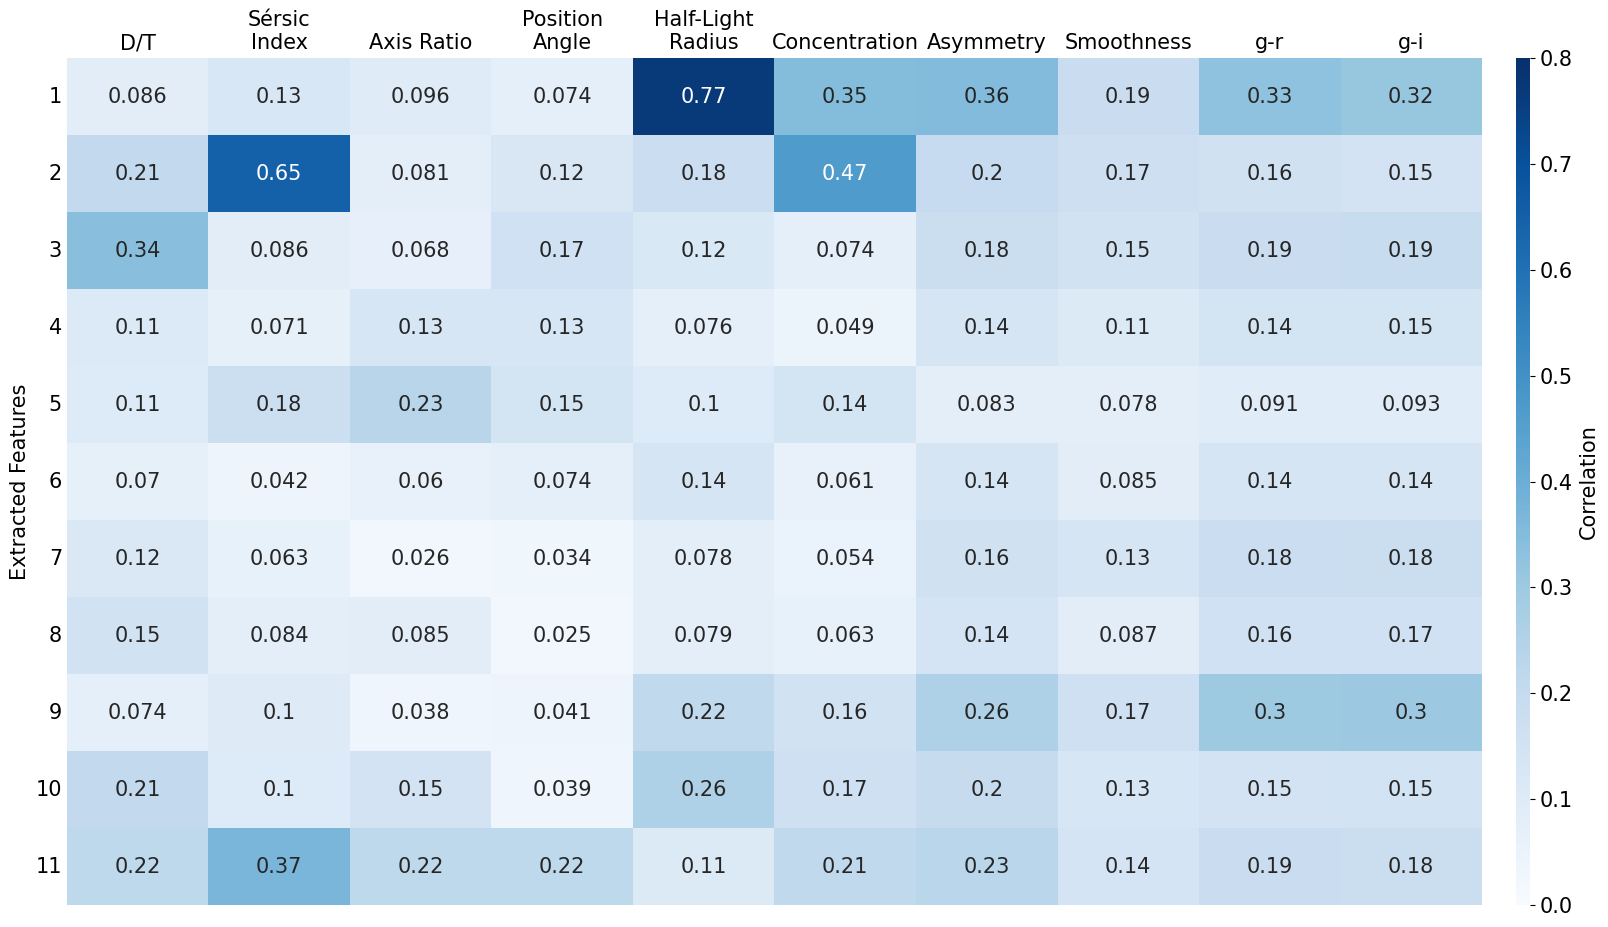 Sérsic Position Half-Light
D/T Index Axis Ratio Angle Radius Concentration Asymmetry Smoothness g-r g-i
1 0.086 0.13 0.096 0.074 0.77 0.35 0.36 0.19 0.33 0.32
2 0.21 0.65 0.081 0.12 0.18 0.47 0.2 0.17 0.16 0.15
3 0.34 0.086 0.068 0.17 0.12 0.074 0.18 0.15 0.19 0.19
4 0.11 0.071 0.13 0.13 0.076 0.049 0.14 0.11 0.14 0.15
5 0.11 0.18 0.23 0.15 0.1 0.14 0.083 0.078 0.091 0.093
6 0.07 0.042 0.06 0.074 0.14 0.061 0.14 0.085 0.14 0.14
7 0.12 0.063 0.026 0.034 0.078 0.054 0.16 0.13 0.18 0.18
8 0.15 0.084 0.085 0.025 0.079 0.063 0.14 0.087 0.16 0.17
9 0.074 0.1 0.038 0.041 0.22 0.16 0.26 0.17 0.3 0.3
10 0.21 0.1 0.15 0.039 0.26 0.17 0.2 0.13 0.15 0.15
11 0.22 0.37 0.22 0.22 0.11 0.21 0.23 0.14 0.19 0.18
Extracted Features
0.8
0.7
0.6
0.5
0.4
0.3
0.2
0.1
0.0
Correlation